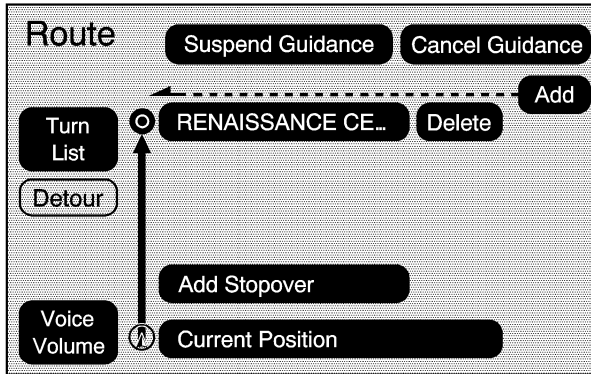 Route
Suspend Guidance
Cancel Guidance
Add
Turn
List
RENAISSANCE CE...
Delete
Detour
Add Stopover
Voice
Volume
Current Position